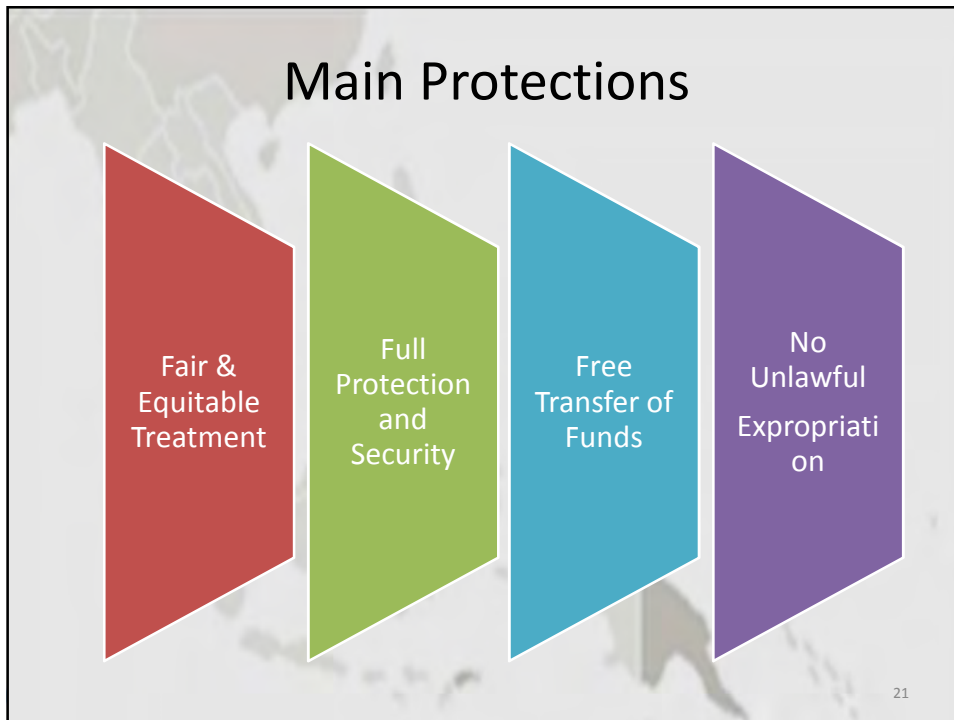 Main Protections
Fair &
Equitable
Treatment
Full
Protection
and
Security
Free
Transfer of
Funds
No
Unlawful
Expropriati
on
21